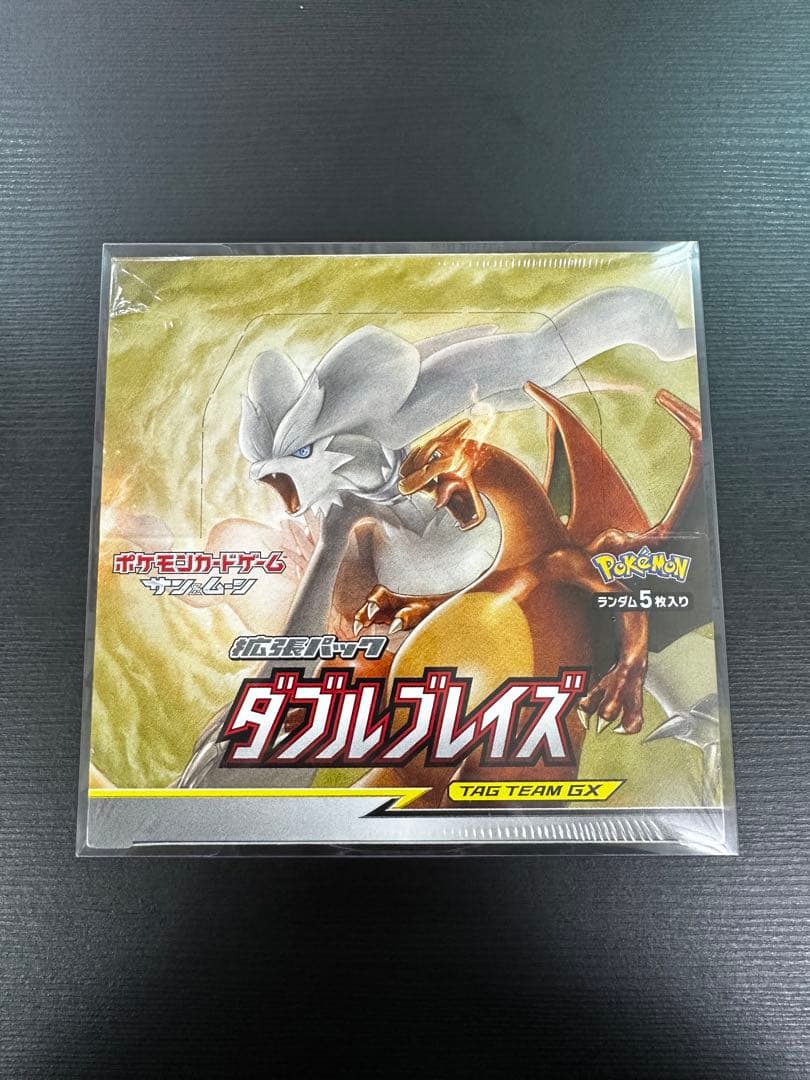 ポケモンカードゲーム
サン&ムーン
Pokémon
ランダム5枚入り
拡張パック
ダブルブレイズ
TAG TEAM GX